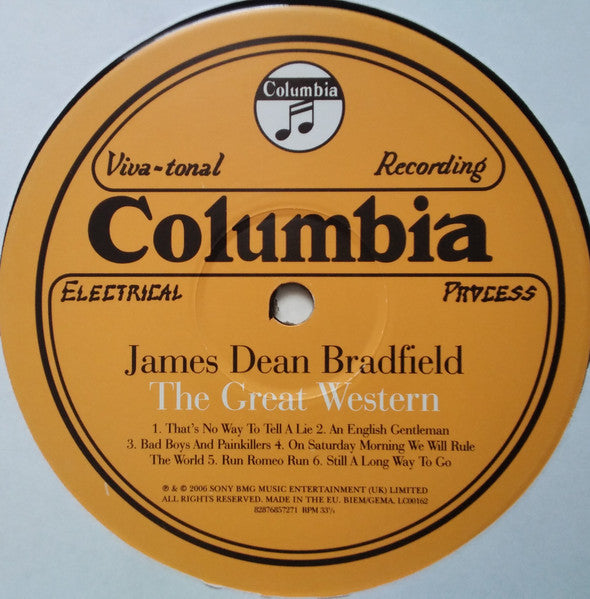 Columbia
Viva-tonal Recording
Columbia
ELECTRICAL PROCESS
James Dean Bradfield
The Great Western
1. That's No Way To Tell A Lie 2. An English Gentleman
3. Bad Boys And Painkillers 4. On Saturday Morning We Will Rule
The World 5. Run Romeo Run 6. Still A Long Way To Go
℗ & © 2006 SONY BMG MUSIC ENTERTAINMENT (UK) LIMITED
ALL RIGHTS RESERVED. MADE IN THE EU. BIEM/GEMA. LC00162
82876857271 RPM 33⅓